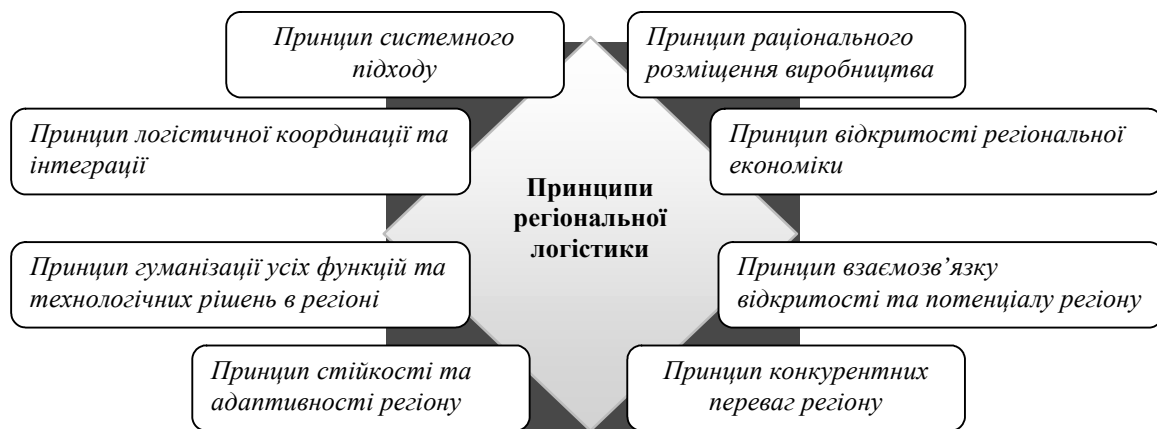 Принцип системного
підходу
Принцип раціонального
розміщення виробництва
Принцип логістичної координації та
інтеграції
Принцип відкритості регіональної
економіки
Принципи
регіональної
логістики
Принцип гуманізації усіх функцій та
технологічних рішень в регіоні
Принцип взаємозв’язку
відкритості та потенціалу регіону
Принцип стійкості та
адаптивності регіону
Принцип конкурентних
переваг регіону